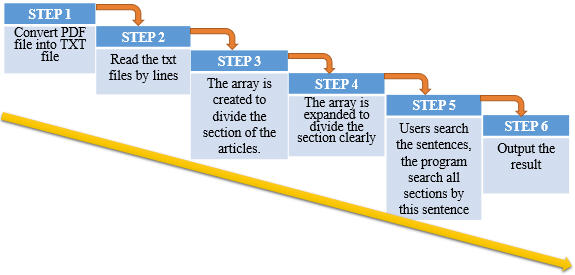 STEP 1
Convert PDF
file into TXT
file
STEP 2
Read the txt
files by lines
STEP 3
The array is
created to
divide the
section of the
articles.
STEP 4
The array is
expanded to
divide the
section clearly
STEP 5
Users search
the sentences,
the program
search all
sections by
this sentence
STEP 6
Output the
result